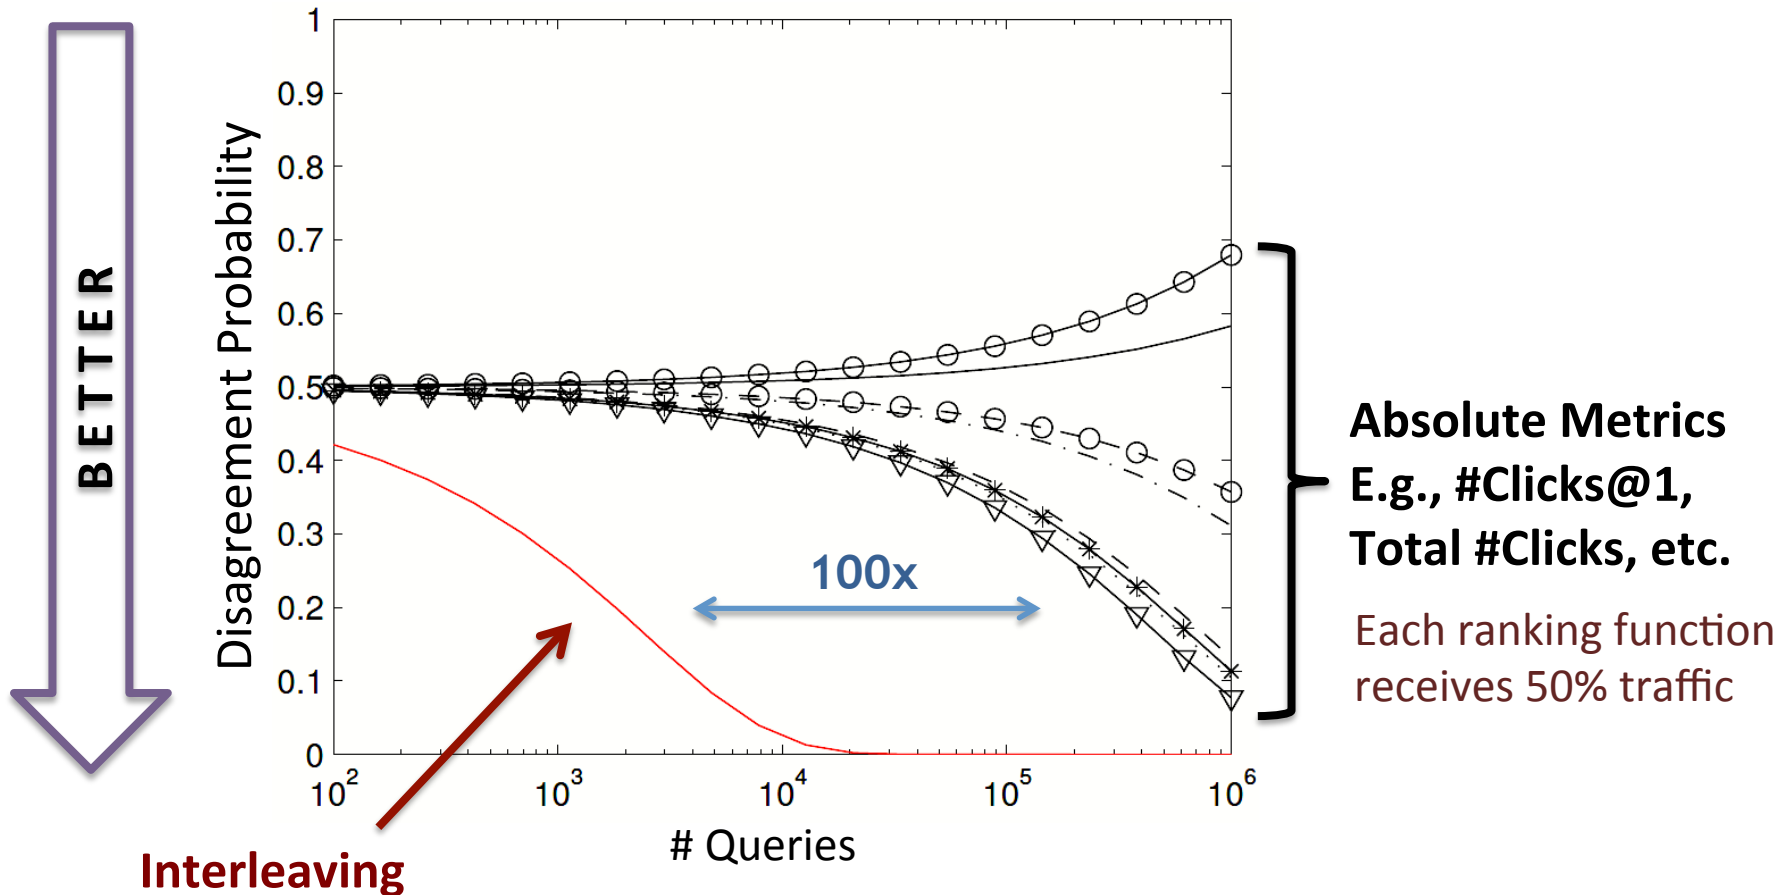 BETTER
Disagreement Probability
1
0.9
0.8
0.7
0.6
0.5
0.4
0.3
0.2
0.1
0
10^2
10^3
10^4
10^5
10^6
# Queries
100x
Interleaving
Absolute Metrics
E.g., #Clicks@1,
Total #Clicks, etc.
Each ranking function
receives 50% traffic